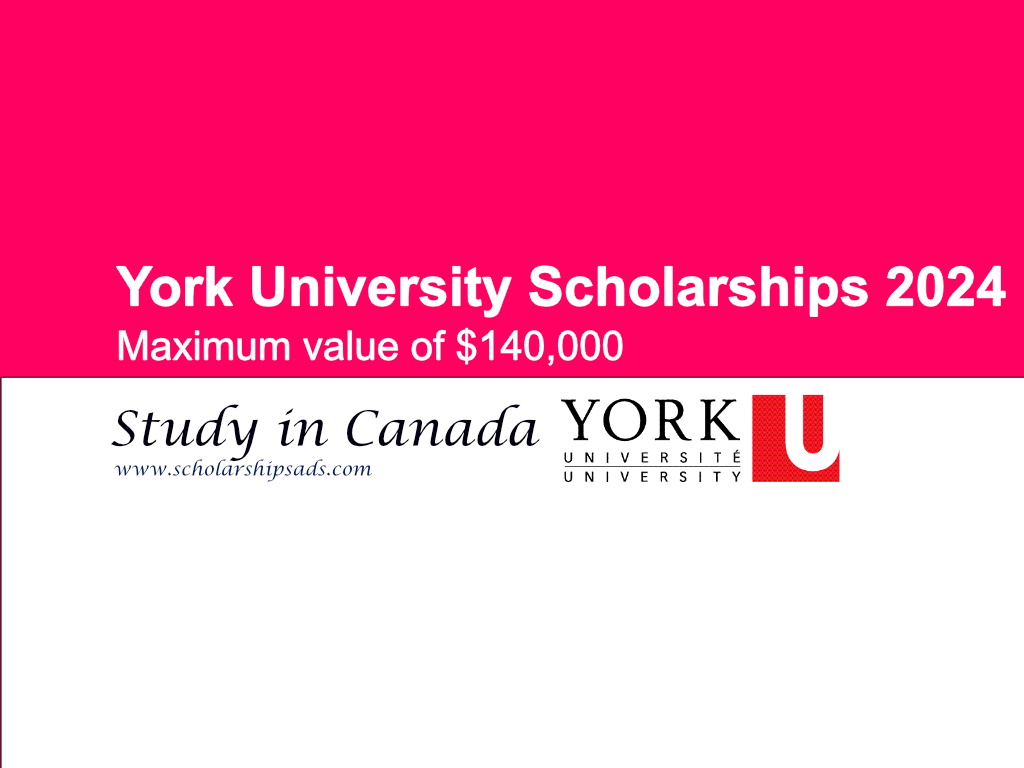 York University Scholarships 2024
Maximum value of $140,000
Study in Canada
www.scholarshipsads.com
YORK
UNIVERSITÉ
UNIVERSITY
U